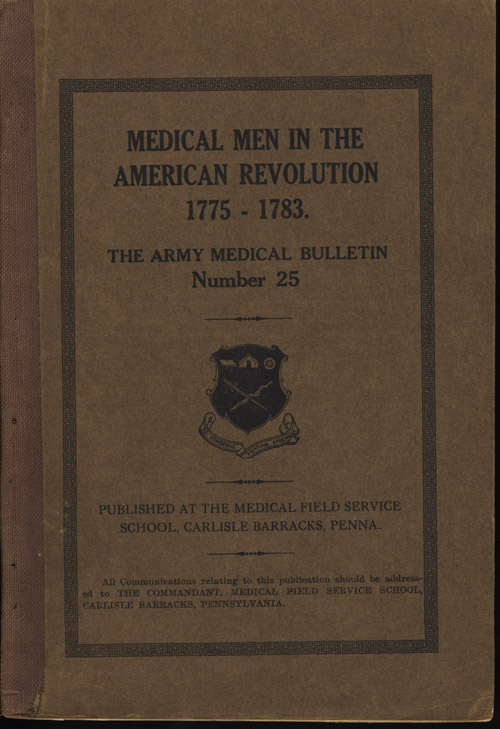 MEDICAL MEN IN THE
AMERICAN REVOLUTION
1775 - 1783.
THE ARMY MEDICAL BULLETIN
Number 25
PUBLISHED AT THE MEDICAL FIELD SERVICE
SCHOOL, CARLISLE BARRACKS, PENNA.
All Communications relating to this publication should be address-
ed to THE COMMANDANT, MEDICAL FIELD SERVICE SCHOOL,
CARLISLE BARRACKS, PENNSYLVANIA.